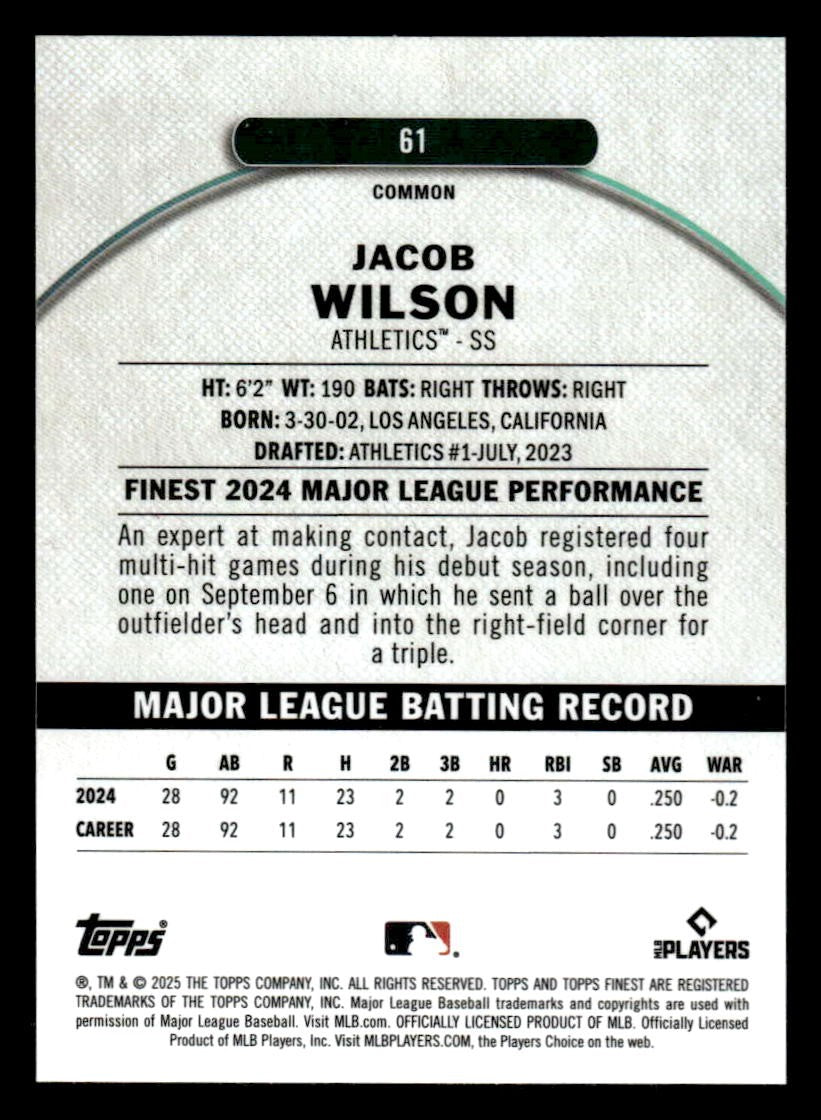 61
COMMON
JACOB
WILSON
ATHLETICS™ - SS
HT: 6'2" WT: 190 BATS: RIGHT THROWS: RIGHT
BORN: 3-30-02, LOS ANGELES, CALIFORNIA
DRAFTED: ATHLETICS #1-JULY, 2023
FINEST 2024 MAJOR LEAGUE PERFORMANCE
An expert at making contact, Jacob registered four
multi-hit games during his debut season, including
one on September 6 in which he sent a ball over the
outfielder's head and into the right-field corner for
a triple.
MAJOR LEAGUE BATTING RECORD
G AB R H 2B 3B HR RBI SB AVG WAR
2024 28 92 11 23 2 2 0 3 0 .250 -0.2
CAREER 28 92 11 23 2 2 0 3 0 .250 -0.2
Topps® MLB PLAYERS
®, TM & © 2025 THE TOPPS COMPANY, INC. ALL RIGHTS RESERVED. TOPPS AND TOPPS FINEST ARE REGISTERED
TRADEMARKS OF THE TOPPS COMPANY, INC. Major League Baseball trademarks and copyrights are used with
permission of Major League Baseball. Visit MLB.com. OFFICIALLY LICENSED PRODUCT OF MLB. Officially Licensed
Product of MLB Players, Inc. Visit MLBPLAYERS.COM, the Players Choice on the web.